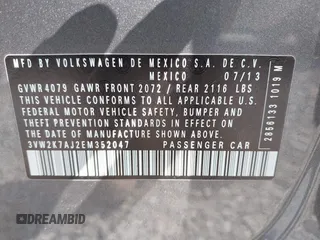 MFD. BY VOLKSWAGEN DE MEXICO S.A. DE C.V.
MEXICO 07/13
GVWR 4079 GAWR FRONT 2072 / REAR 2116 LBS
THIS VEHICLE CONFORMS TO ALL APPLICABLE
FEDERAL MOTOR VEHICLE SAFETY, BUMPER, AND
THEFT PREVENTION STANDARDS IN EFFECT ON
THE DATE OF MANUFACTURE SHOWN ABOVE.
3VW2K7AJ2EM352047 PASSENGER CAR
2856133 1019 M
DREAMBID